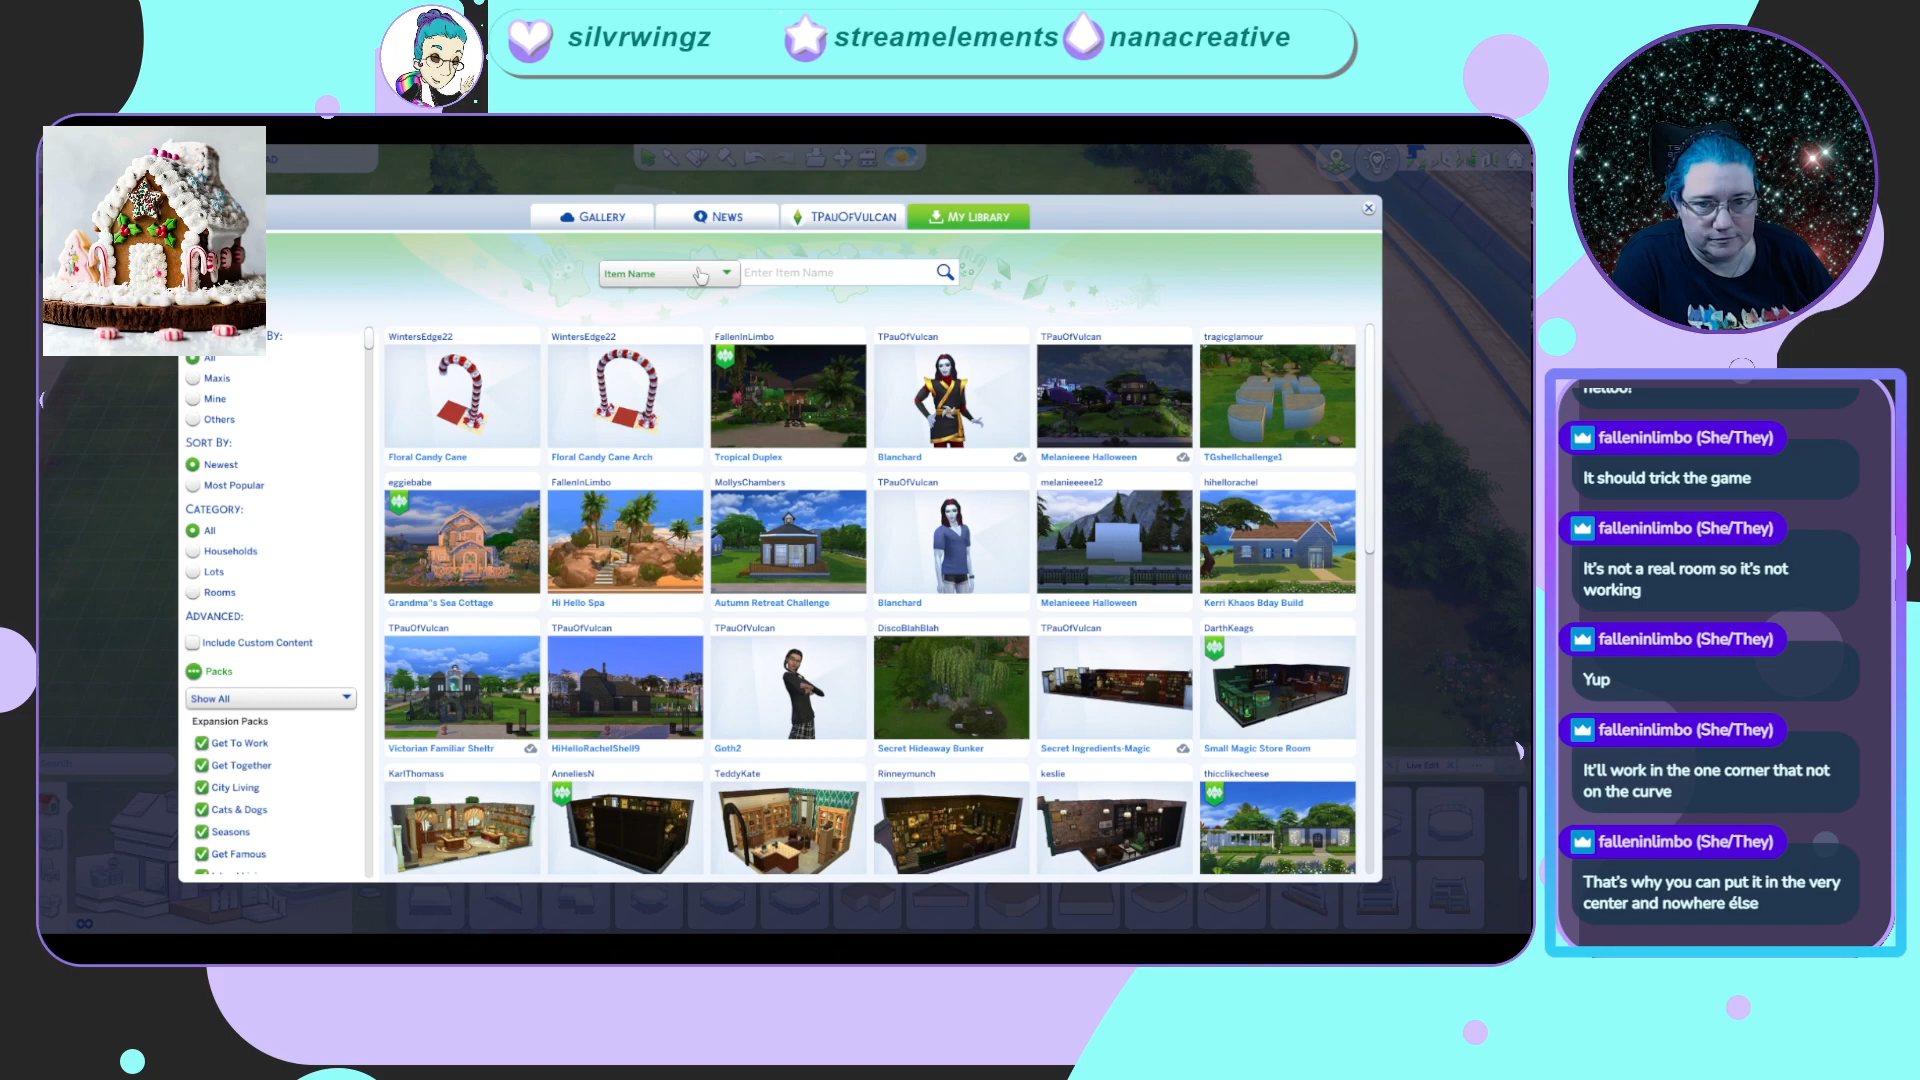 silvrwingz
streamelements
nanacreative
Gallery
News
TPauOfVulcan
My Library
Item Name
Enter Item Name
By:
All
Maxis
Mine
Others
Sort By:
Newest
Most Popular
Category:
All
Households
Lots
Rooms
Advanced:
Include Custom Content
Packs
Show All
Expansion Packs
Get To Work
Get Together
City Living
Cats & Dogs
Seasons
Get Famous
WintersEdge22
Floral Candy Cane
WintersEdge22
Floral Candy Cane Arch
FallenInLimbo
Tropical Duplex
TPauOfVulcan
Blanchard
TPauOfVulcan
Melanieeee Halloween
tragicglamour
TGshellchallenge1
eggiebabe
Grandma"s Sea Cottage
FallenInLimbo
Hi Hello Spa
MollysChambers
Autumn Retreat Challenge
TPauOfVulcan
Blanchard
melanieeeee12
Melanieeee Halloween
hihellorachel
Kerri Khaos Bday Build
TPauOfVulcan
Victorian Familiar Sheltr
TPauOfVulcan
HiHelloRachelShell9
TPauOfVulcan
Goth2
DiscoBlahBlah
Secret Hideaway Bunker
TPauOfVulcan
Secret Ingredients-Magic
DarthKeags
Small Magic Store Room
KarlThomass
AnneliesN
TeddyKate
Rinneymunch
keslie
thicclikecheese
Live Edit
falleninlimbo (She/They)
It should trick the game
falleninlimbo (She/They)
It's not a real room so it's not
working
falleninlimbo (She/They)
Yup
falleninlimbo (She/They)
It'll work in the one corner that not
on the curve
falleninlimbo (She/They)
That's why you can put it in the very
center and nowhere élse